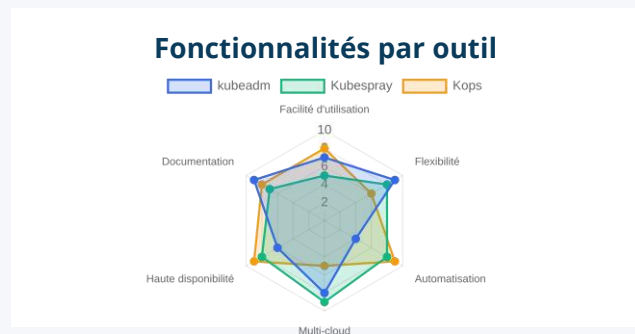 Fonctionnalités par outil
kubeadm Kubespray Kops
Facilité d'utilisation
10
8
6
4
2
Documentation
Flexibilité
Haute disponibilité
Automatisation
Multi-cloud